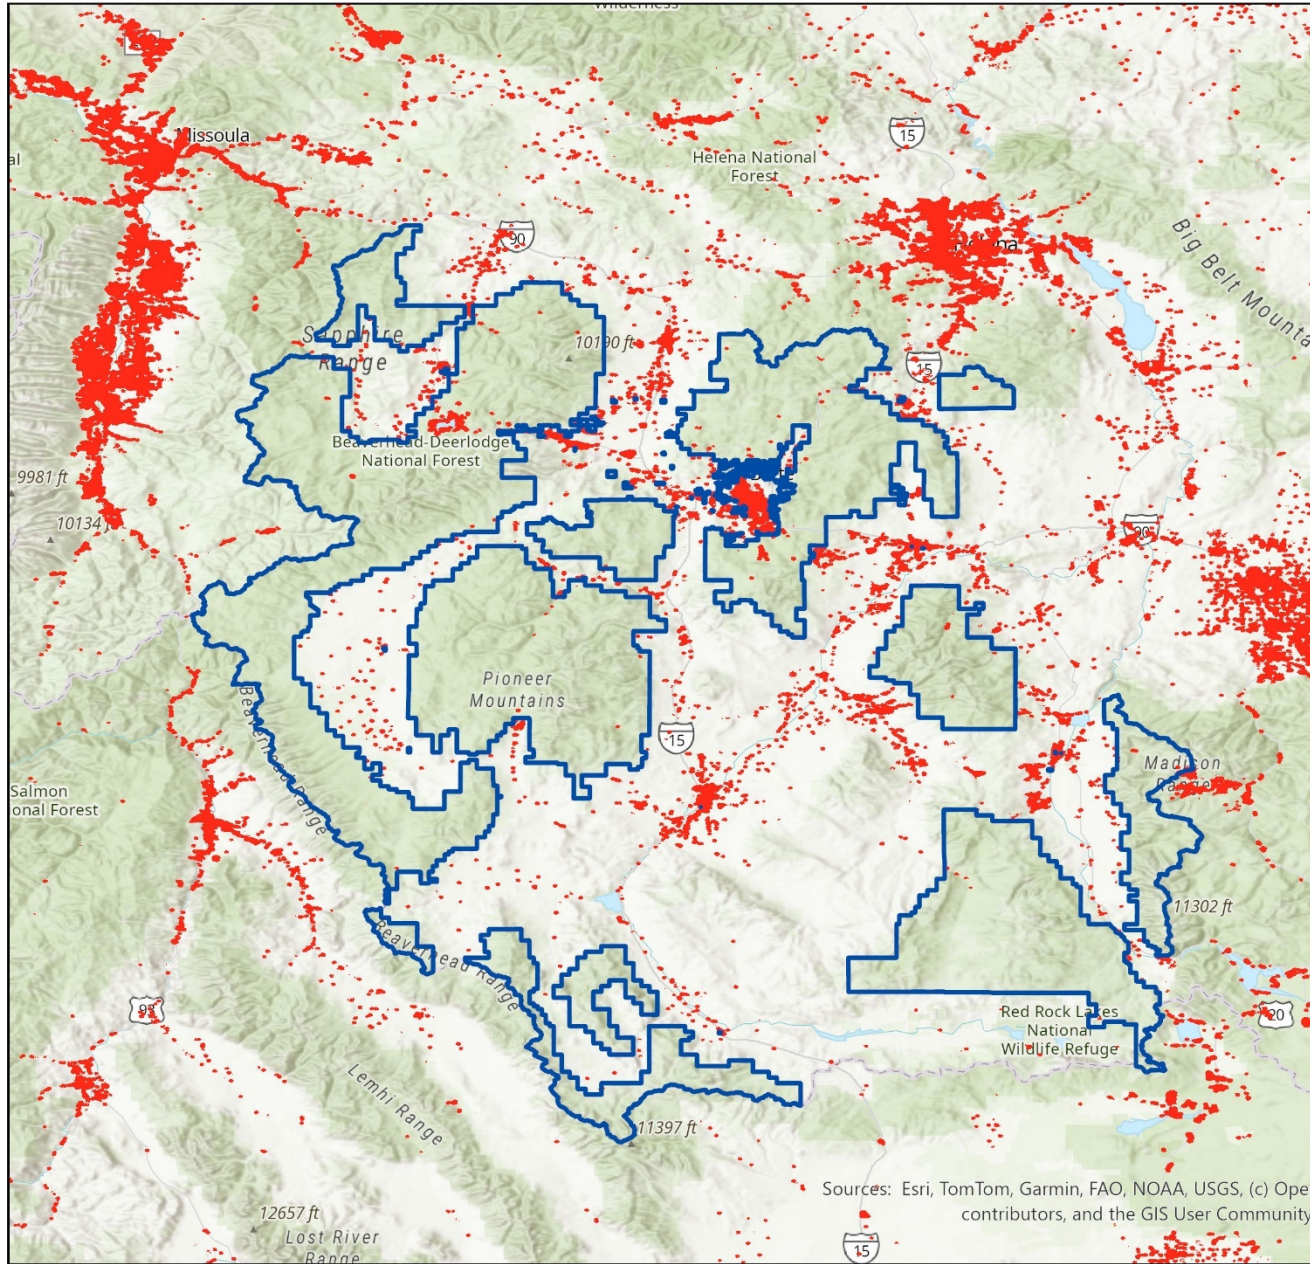 Wilderness
Missoula
al
15
Helena National
Forest
90
Helena
Big Belt Mounta
Sapphire
Range
10190 ft
15
Beaverhead-Deerlodge
National Forest
9981 ft
10134 ft
90
Pioneer
Mountains
15
Beaverhead Range
Madison
Range
Salmon
onal Forest
11302 ft
Beaverhead Range
93
Red Rock Lakes
National
Wildlife Refuge
20
Lemhi Range
11397 ft
Sources: Esri, TomTom, Garmin, FAO, NOAA, USGS, (c) Ope
contributors, and the GIS User Community
12657 ft
Lost River
Range
15